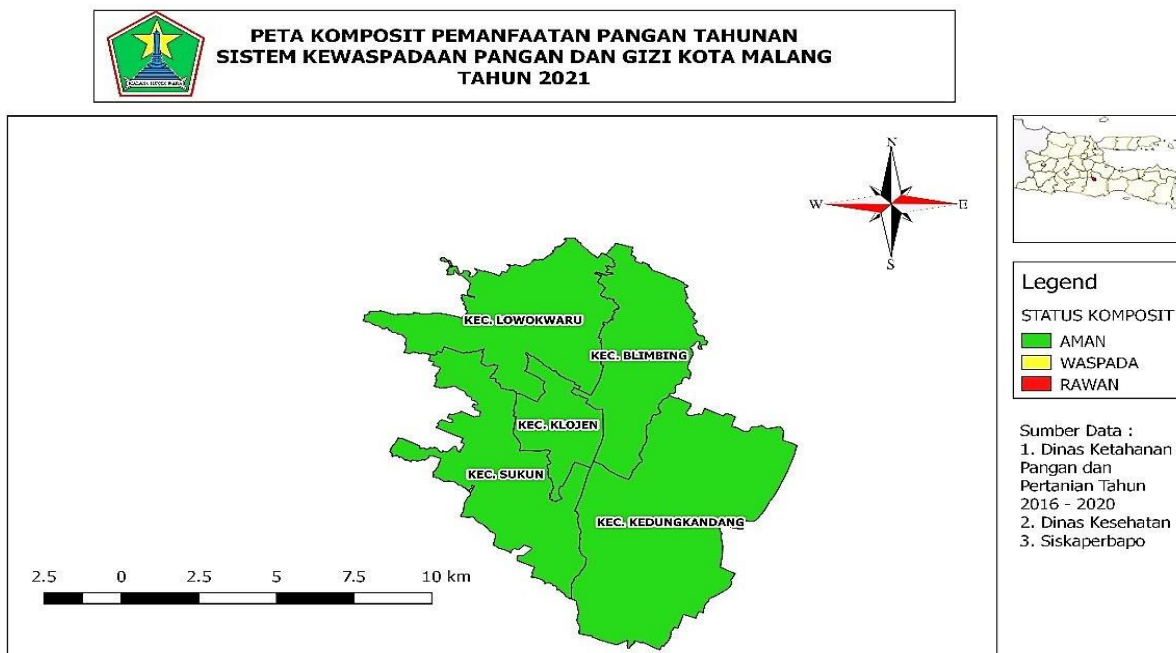 PETA KOMPOSIT PEMANFAATAN PANGAN TAHUNAN
SISTEM KEWASPADAAN PANGAN DAN GIZI KOTA MALANG
TAHUN 2021
N
W
E
S
KEC. LOWOKWARU
KEC. BLIMBING
KEC. KLOJEN
KEC. SUKUN
KEC. KEDUNGKANDANG
2.5 0 2.5 5 7.5 10 km
Legend
STATUS KOMPOSIT
AMAN
WASPADA
RAWAN
Sumber Data :
1. Dinas Ketahanan
Pangan dan
Pertanian Tahun
2016 - 2020
2. Dinas Kesehatan
3. Siskaperbapo